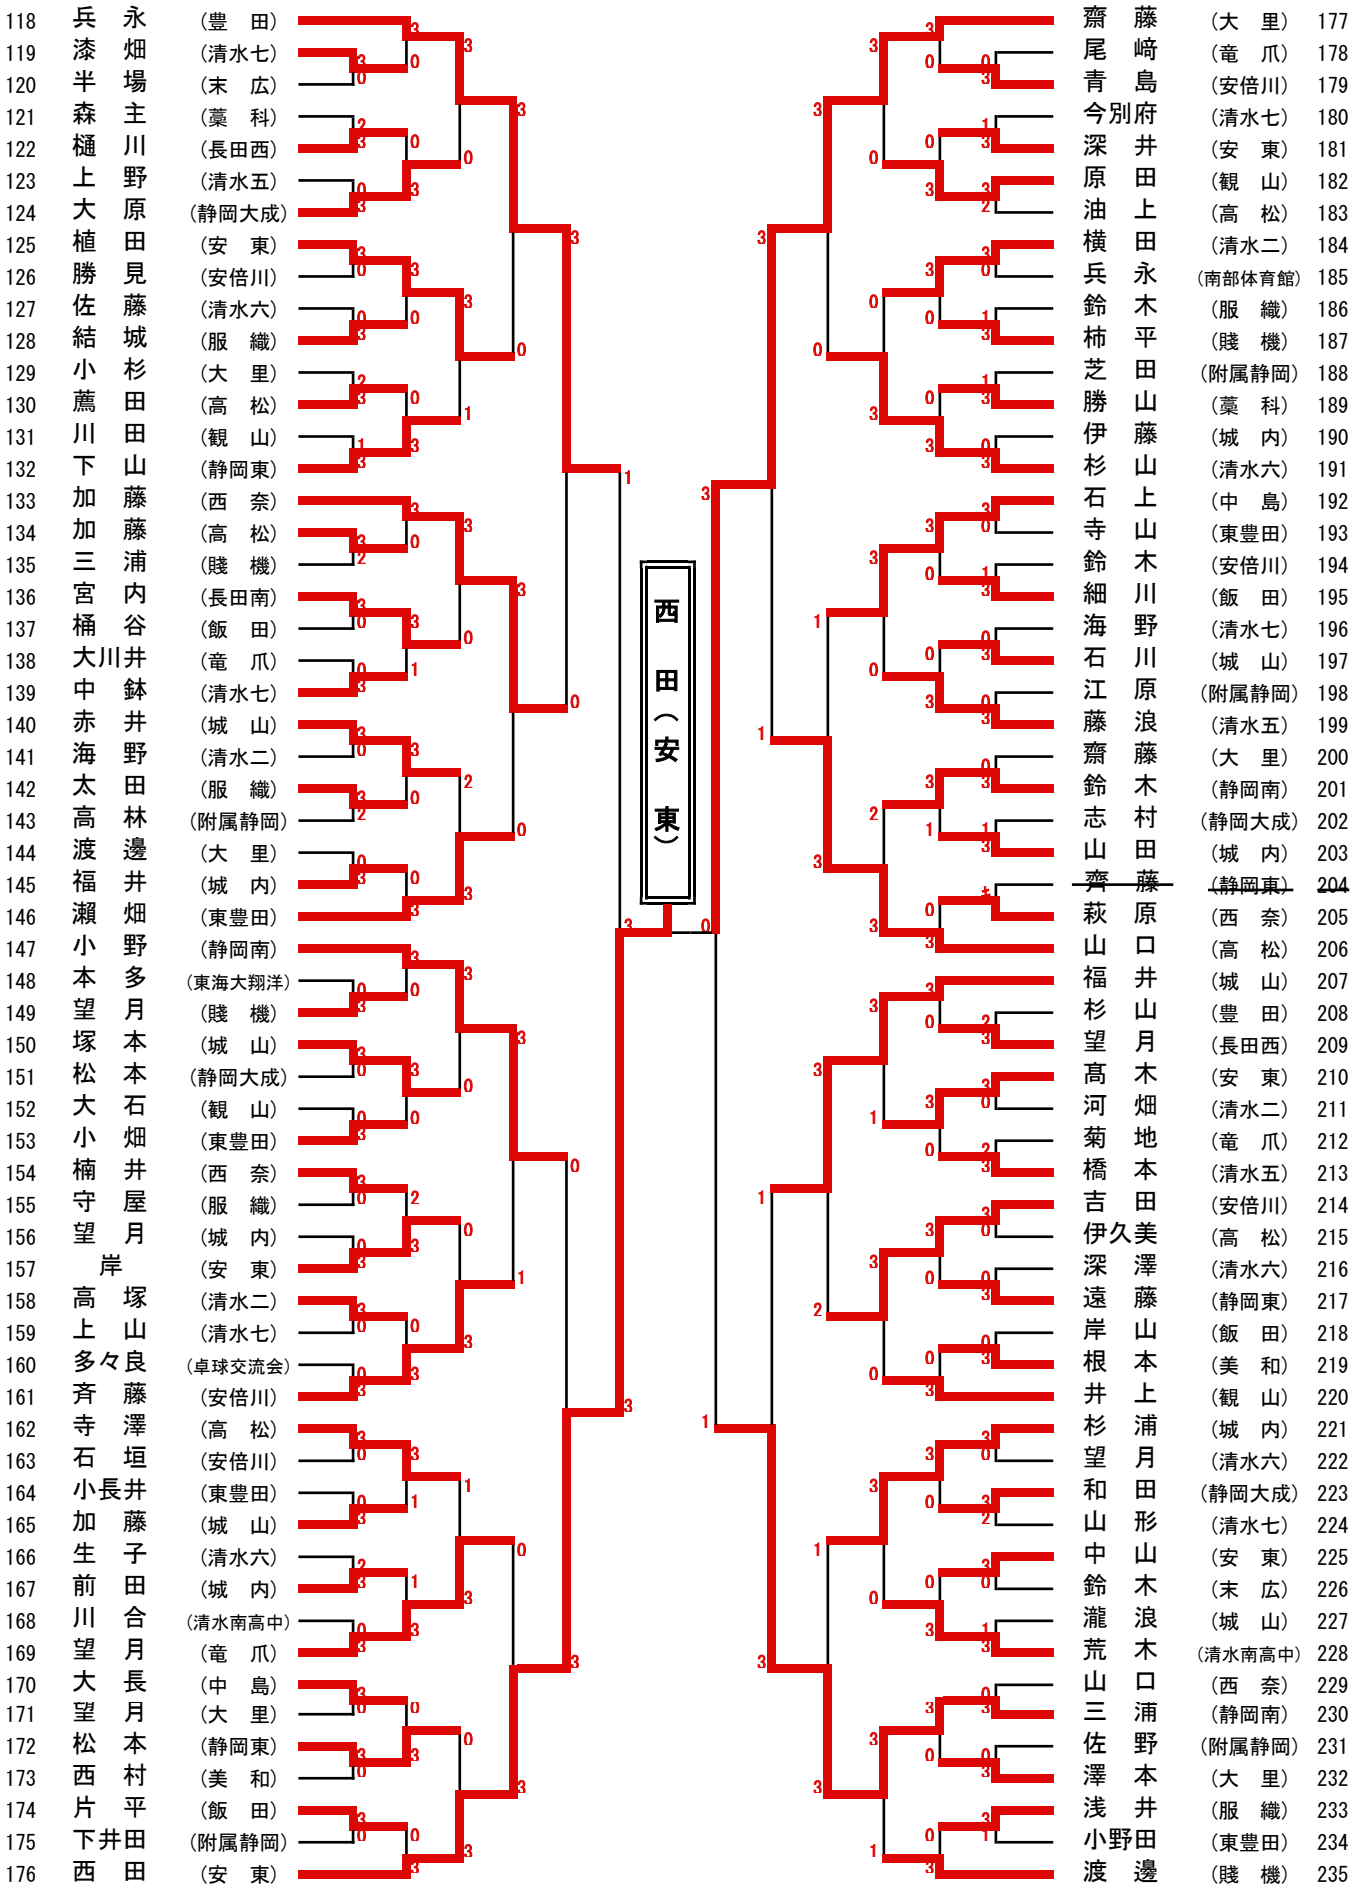 118 兵 永 (豊 田)
119 漆 畑 (清水七)
120 半 場 (末 広)
121 森 主 (藁 科)
122 樋 川 (長田西)
123 上 野 (清水五)
124 大 原 (静岡大成)
125 植 田 (安 東)
126 勝 見 (安倍川)
127 佐 藤 (清水六)
128 結 城 (服 織)
129 小 杉 (大 里)
130 薦 田 (高 松)
131 川 田 (観 山)
132 下 山 (静岡東)
133 加 藤 (西 奈)
134 加 藤 (高 松)
135 三 浦 (賤 機)
136 宮 内 (長田南)
137 桶 谷 (飯 田)
138 大川井 (竜 爪)
139 中 鉢 (清水七)
140 赤 井 (城 山)
141 海 野 (清水二)
142 太 田 (服 織)
143 高 林 (附属静岡)
144 渡 邊 (大 里)
145 福 井 (城 内)
146 瀨 畑 (東豊田)
147 小 野 (静岡南)
148 本 多 (東海大翔洋)
149 望 月 (賤 機)
150 塚 本 (城 山)
151 松 本 (静岡大成)
152 大 石 (観 山)
153 小 畑 (東豊田)
154 楠 井 (西 奈)
155 守 屋 (服 織)
156 望 月 (城 内)
157 岸 (安 東)
158 高 塚 (清水二)
159 上 山 (清水七)
160 多々良 (卓球交流会)
161 斉 藤 (安倍川)
162 寺 澤 (高 松)
163 石 垣 (安倍川)
164 小長井 (東豊田)
165 加 藤 (城 山)
166 生 子 (清水六)
167 前 田 (城 内)
168 川 合 (清水南高中)
169 望 月 (竜 爪)
170 大 長 (中 島)
171 望 月 (大 里)
172 松 本 (静岡東)
173 西 村 (美 和)
174 片 平 (飯 田)
175 下井田 (附属静岡)
176 西 田 (安 東)
西田(安東)
齋 藤 (大 里) 177
尾 﨑 (竜 爪) 178
青 島 (安倍川) 179
今別府 (清水七) 180
深 井 (安 東) 181
原 田 (観 山) 182
油 上 (高 松) 183
横 田 (清水二) 184
兵 永 (南部体育館) 185
鈴 木 (服 織) 186
柿 平 (賤 機) 187
芝 田 (附属静岡) 188
勝 山 (藁 科) 189
伊 藤 (城 内) 190
杉 山 (清水六) 191
石 上 (中 島) 192
寺 山 (東豊田) 193
鈴 木 (安倍川) 194
細 川 (飯 田) 195
海 野 (清水七) 196
石 川 (城 山) 197
江 原 (附属静岡) 198
藤 浪 (清水五) 199
齋 藤 (大 里) 200
鈴 木 (静岡南) 201
志 村 (静岡大成) 202
山 田 (城 内) 203
齊 藤 (静岡東) 204
萩 原 (西 奈) 205
山 口 (高 松) 206
福 井 (城 山) 207
杉 山 (豊 田) 208
望 月 (長田西) 209
髙 木 (安 東) 210
河 畑 (清水二) 211
菊 地 (竜 爪) 212
橋 本 (清水五) 213
吉 田 (安倍川) 214
伊久美 (高 松) 215
深 澤 (清水六) 216
遠 藤 (静岡東) 217
岸 山 (飯 田) 218
根 本 (美 和) 219
井 上 (観 山) 220
杉 浦 (城 内) 221
望 月 (清水六) 222
和 田 (静岡大成) 223
山 形 (清水七) 224
中 山 (安 東) 225
鈴 木 (末 広) 226
瀧 浪 (城 山) 227
荒 木 (清水南高中) 228
山 口 (西 奈) 229
三 浦 (静岡南) 230
佐 野 (附属静岡) 231
澤 本 (大 里) 232
浅 井 (服 織) 233
小野田 (東豊田) 234
渡 邊 (賤 機) 235